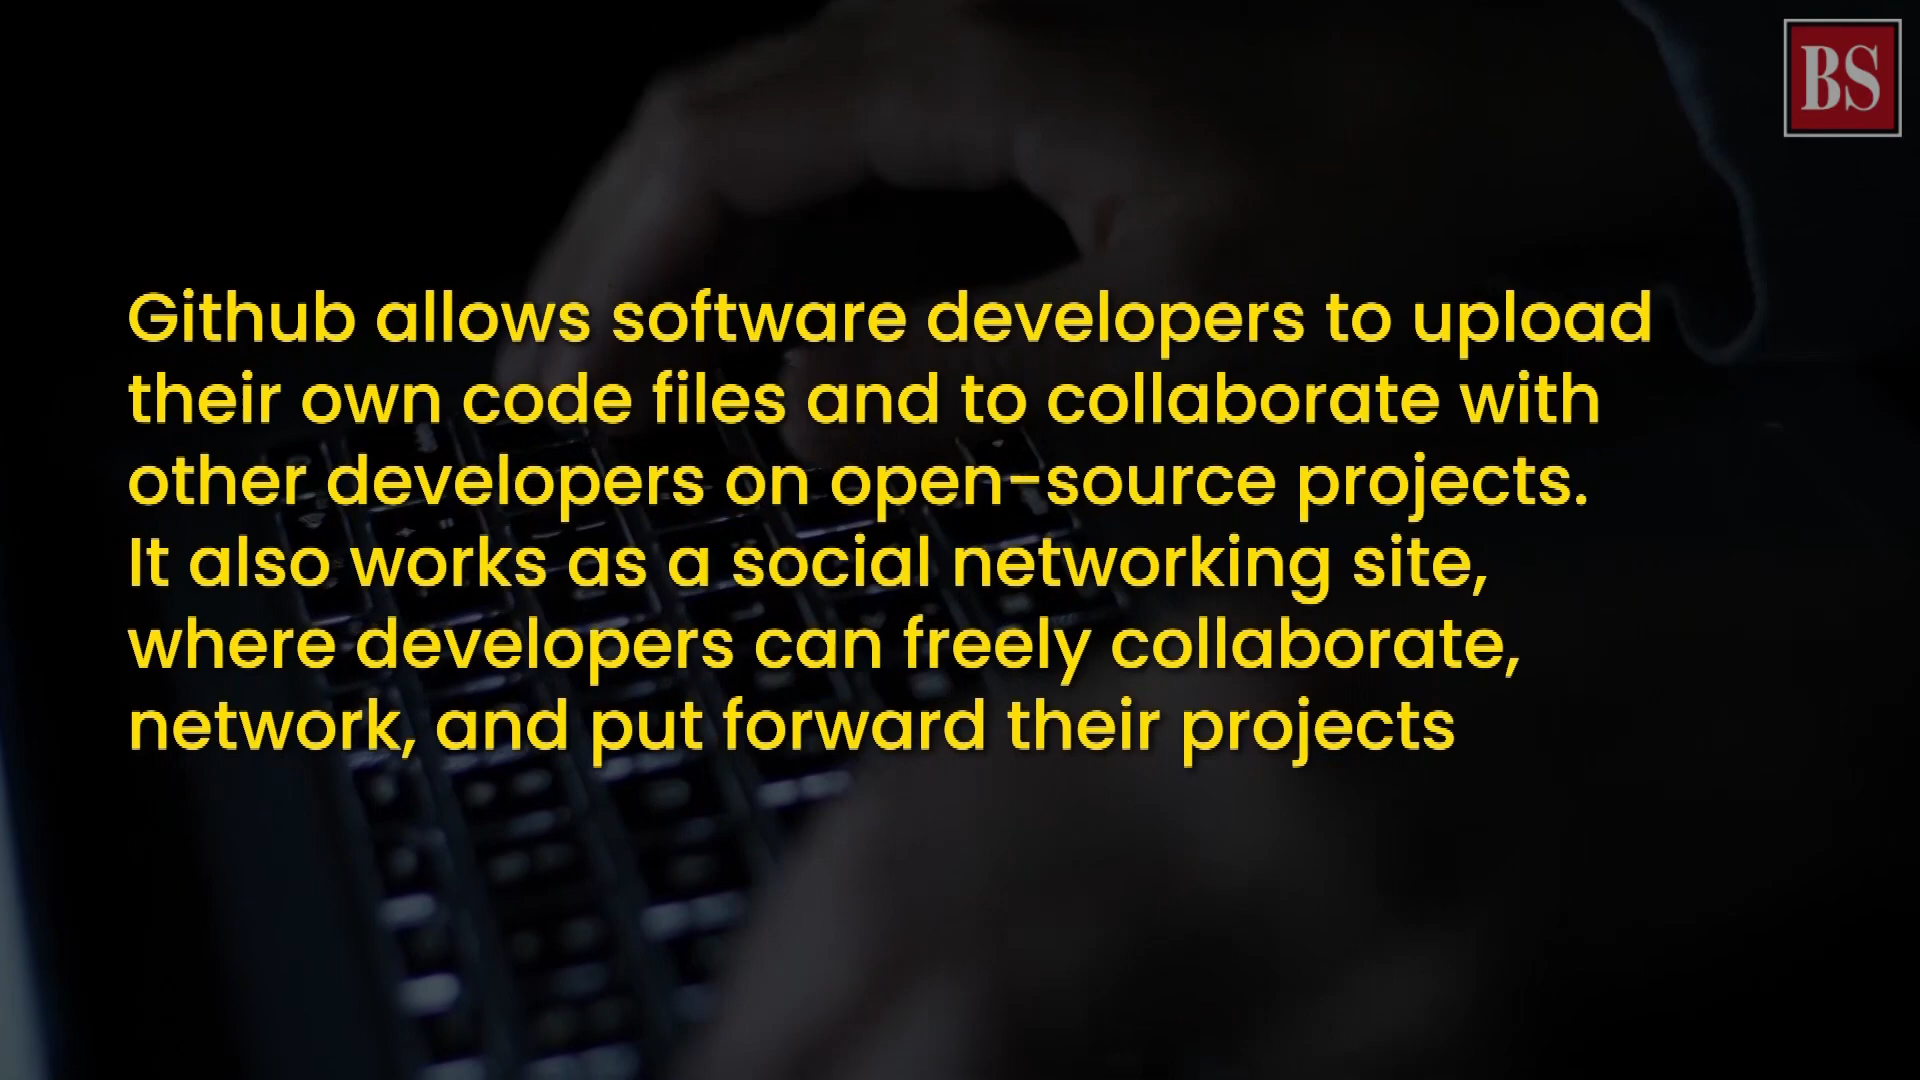 BS
Github allows software developers to upload
their own code files and to collaborate with
other developers on open-source projects.
It also works as a social networking site,
where developers can freely collaborate,
network, and put forward their projects